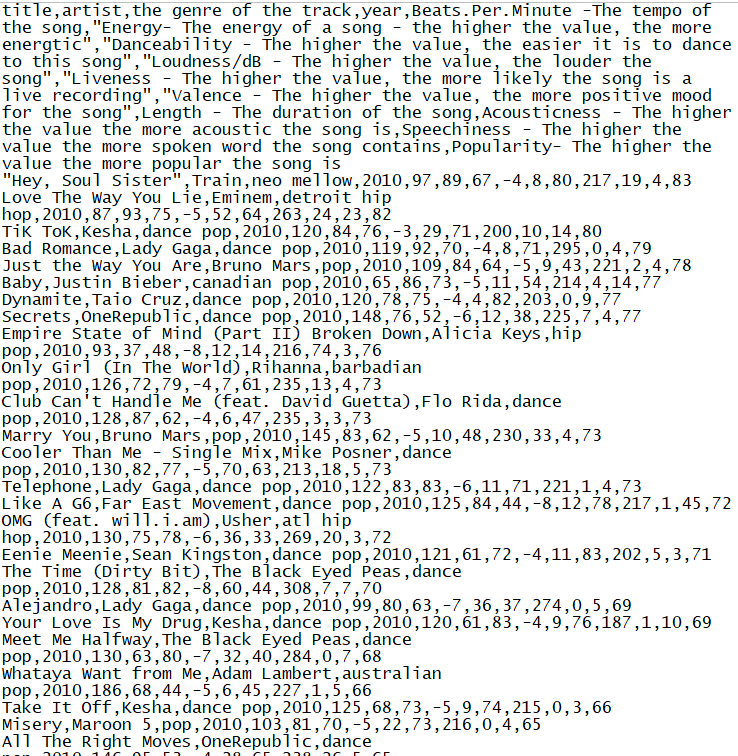 title,artist,the genre of the track,year,Beats.Per.Minute -The tempo of
the song,"Energy- The energy of a song - the higher the value, the more
energtic","Danceability - The higher the value, the easier it is to dance
to this song","Loudness/dB - The higher the value, the louder the
song","Liveness - The higher the value, the more likely the song is a
live recording","Valence - The higher the value, the more positive mood
for the song",Length - The duration of the song,Acousticness - The higher
the value the more acoustic the song is,Speechiness - The higher the
value the more spoken word the song contains,Popularity- The higher the
value the more popular the song is
"Hey, Soul Sister",Train,neo mellow,2010,97,89,67,-4,8,80,217,19,4,83
Love The Way You Lie,Eminem,detroit hip
hop,2010,87,93,75,-5,52,64,263,24,23,82
TiK ToK,Kesha,dance pop,2010,120,84,76,-3,29,71,200,10,14,80
Bad Romance,Lady Gaga,dance pop,2010,119,92,70,-4,8,71,295,0,4,79
Just the Way You Are,Bruno Mars,pop,2010,109,84,64,-5,9,43,221,2,4,78
Baby,Justin Bieber,canadian pop,2010,65,86,73,-5,11,54,214,4,14,77
Dynamite,Taio Cruz,dance pop,2010,120,78,75,-4,4,82,203,0,9,77
Secrets,OneRepublic,dance pop,2010,148,76,52,-6,12,38,225,7,4,77
Empire State of Mind (Part II) Broken Down,Alicia Keys,hip
pop,2010,93,37,48,-8,12,14,216,74,3,76
Only Girl (In The World),Rihanna,barbadian
pop,2010,126,72,79,-4,7,61,235,13,4,73
Club Can't Handle Me (feat. David Guetta),Flo Rida,dance
pop,2010,128,87,62,-4,6,47,235,3,3,73
Marry You,Bruno Mars,pop,2010,145,83,62,-5,10,48,230,33,4,73
Cooler Than Me - Single Mix,Mike Posner,dance
pop,2010,130,82,77,-5,70,63,213,18,5,73
Telephone,Lady Gaga,dance pop,2010,122,83,83,-6,11,71,221,1,4,73
Like A G6,Far East Movement,dance pop,2010,125,84,44,-8,12,78,217,1,45,72
OMG (feat. will.i.am),Usher,atl hip
hop,2010,130,75,78,-6,36,33,269,20,3,72
Eenie Meenie,Sean Kingston,dance pop,2010,121,61,72,-4,11,83,202,5,3,71
The Time (Dirty Bit),The Black Eyed Peas,dance
pop,2010,128,81,82,-8,60,44,308,7,7,70
Alejandro,Lady Gaga,dance pop,2010,99,80,63,-7,36,37,274,0,5,69
Your Love Is My Drug,Kesha,dance pop,2010,120,61,83,-4,9,76,187,1,10,69
Meet Me Halfway,The Black Eyed Peas,dance
pop,2010,130,63,80,-7,32,40,284,0,7,68
Whataya Want from Me,Adam Lambert,australian
pop,2010,186,68,44,-5,6,45,227,1,5,66
Take It Off,Kesha,dance pop,2010,125,68,73,-5,9,74,215,0,3,66
Misery,Maroon 5,pop,2010,103,81,70,-5,22,73,216,0,4,65
All The Right Moves,OneRepublic,dance